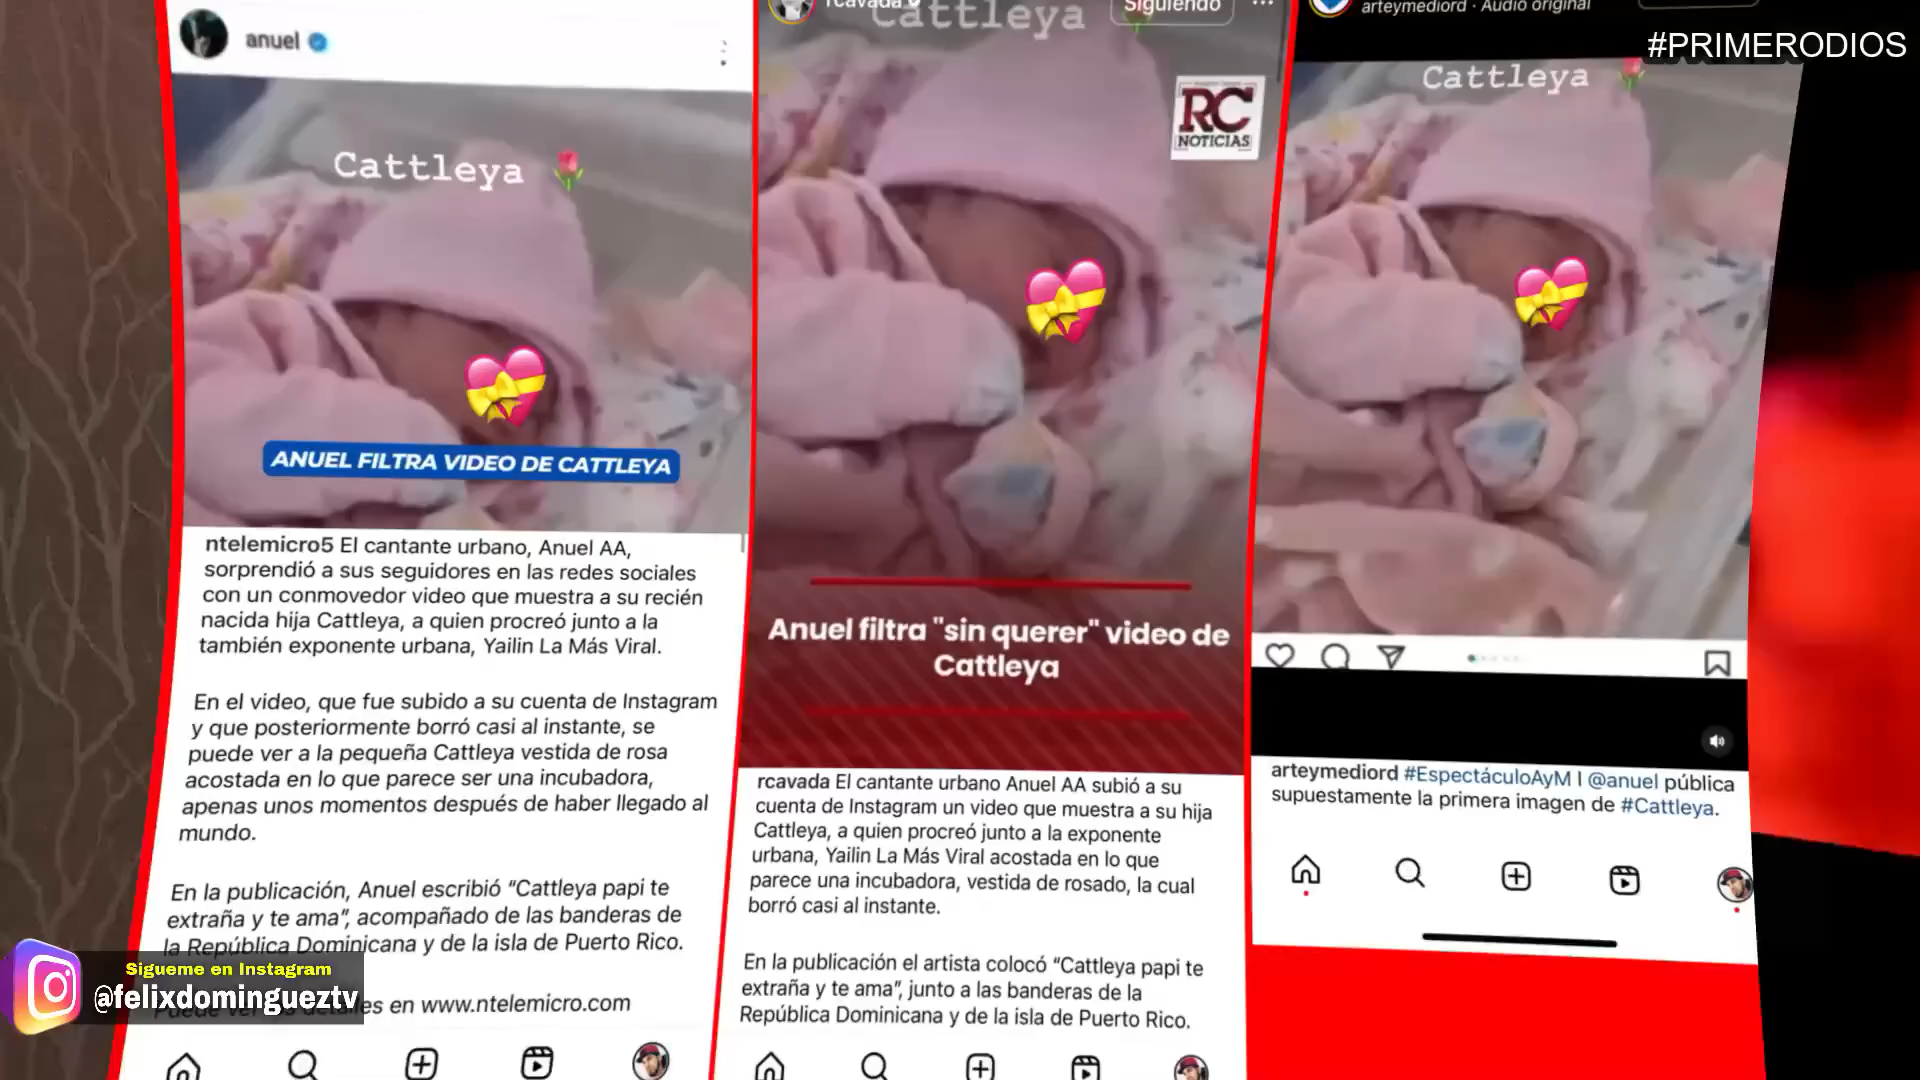 #PRIMERODIOS
anuel
Cattleya
ANUEL FILTRA VIDEO DE CATTLEYA
ntelemicro5 El cantante urbano, Anuel AA,
sorprendió a sus seguidores en las redes sociales
con un conmovedor video que muestra a su recién
nacida hija Cattleya, a quien procreó junto a la
también exponente urbana, Yailin La Más Viral.
En el video, que fue subido a su cuenta de Instagram
y que posteriormente borró casi al instante, se
puede ver a la pequeña Cattleya vestida de rosa
acostada en lo que parece ser una incubadora,
apenas unos momentos después de haber llegado al
mundo.
En la publicación, Anuel escribió “Cattleya papi te
extraña y te ama”, acompañado de las banderas de
la República Dominicana y de la isla de Puerto Rico.
Puede ver más detalles en www.ntelemicro.com
Sigueme en Instagram
@felixdomingueztv
rcavada
Siguiendo
Cattleya
RC
NOTICIAS
Anuel filtra "sin querer" video de
Cattleya
rcavada El cantante urbano Anuel AA subió a su
cuenta de Instagram un video que muestra a su hija
Cattleya, a quien procreó junto a la exponente
urbana, Yailin La Más Viral acostada en lo que
parece una incubadora, vestida de rosado, la cual
borró casi al instante.
En la publicación el artista colocó “Cattleya papi te
extraña y te ama”, junto a las banderas de la
República Dominicana y de la isla de Puerto Rico.
arteymediord · Audio original
Cattleya
arteymediord #EspectáculoAyM l @anuel pública
supuestamente la primera imagen de #Cattleya.